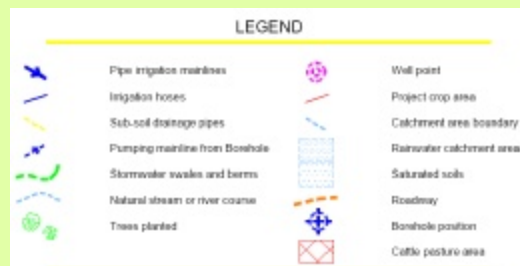 LEGEND
Pipe irrigation mainlines
Irrigation hoses
Sub-soil drainage pipes
Pumping mainline from Borehole
Stormwater swales and berms
Natural stream or river course
Trees planted
Well point
Project crop area
Catchment area boundary
Rainwater catchment area
Saturated soils
Roadway
Borehole position
Cattle pasture area